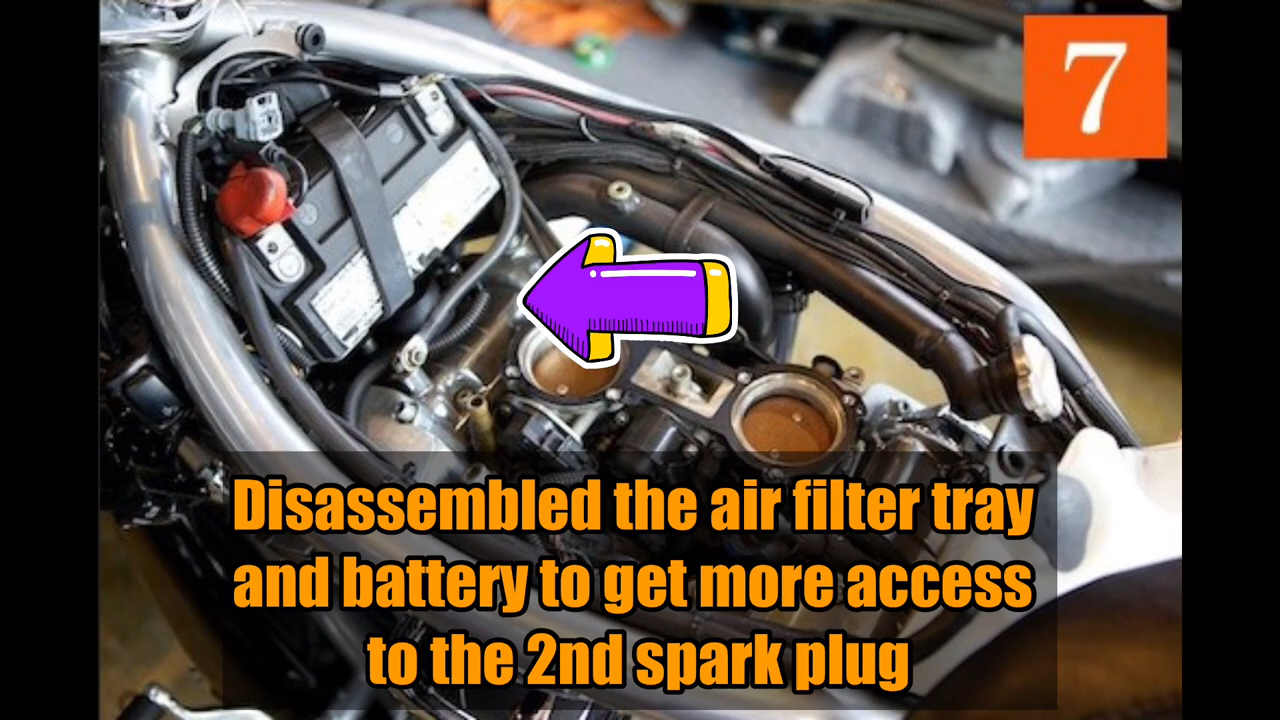 7
Disassembled the air filter tray
and battery to get more access
to the 2nd spark plug